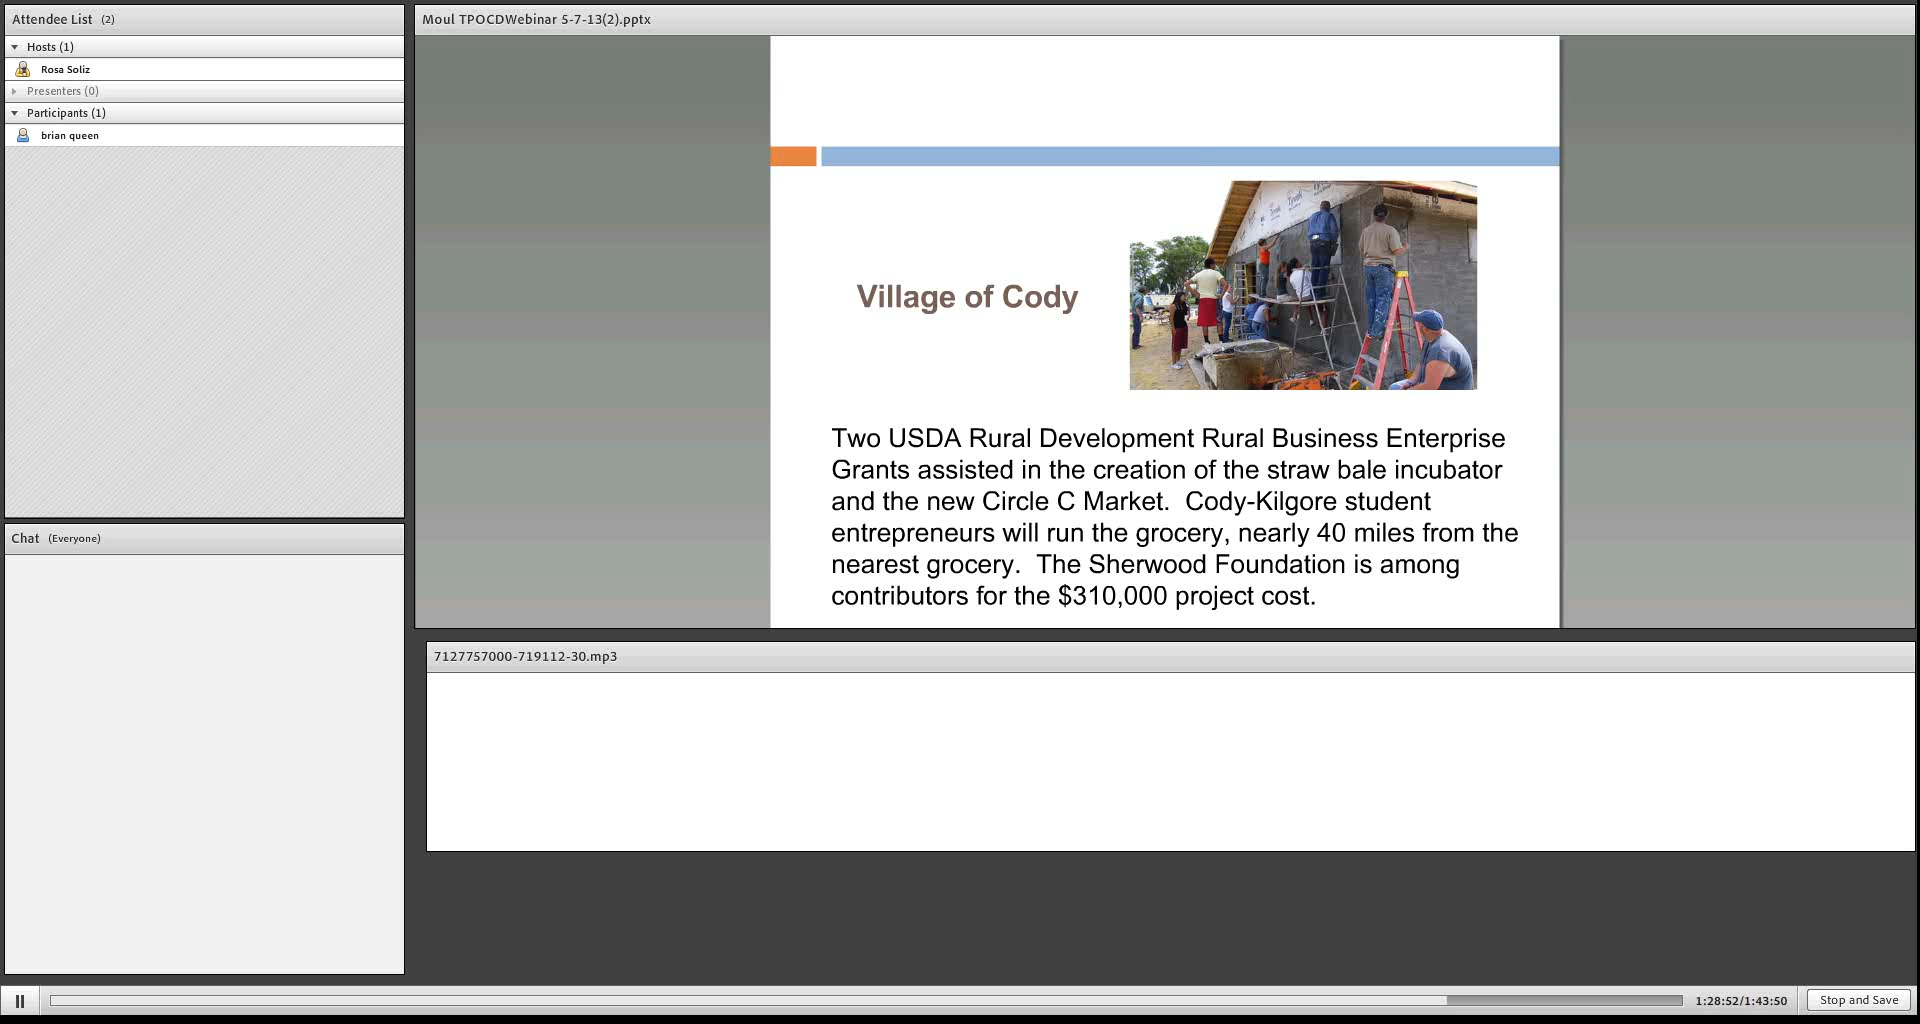 Attendee List (2)
Hosts (1)
Rosa Soliz
Presenters (0)
Participants (1)
brian queen
Chat (Everyone)
Moul TPOCDWebinar 5-7-13(2).pptx
Tyvek
Tyvek
Village of Cody
Two USDA Rural Development Rural Business Enterprise
Grants assisted in the creation of the straw bale incubator
and the new Circle C Market.  Cody-Kilgore student
entrepreneurs will run the grocery, nearly 40 miles from the
nearest grocery.  The Sherwood Foundation is among
contributors for the $310,000 project cost.
7127757000-719112-30.mp3
1:28:52/1:43:50
Stop and Save